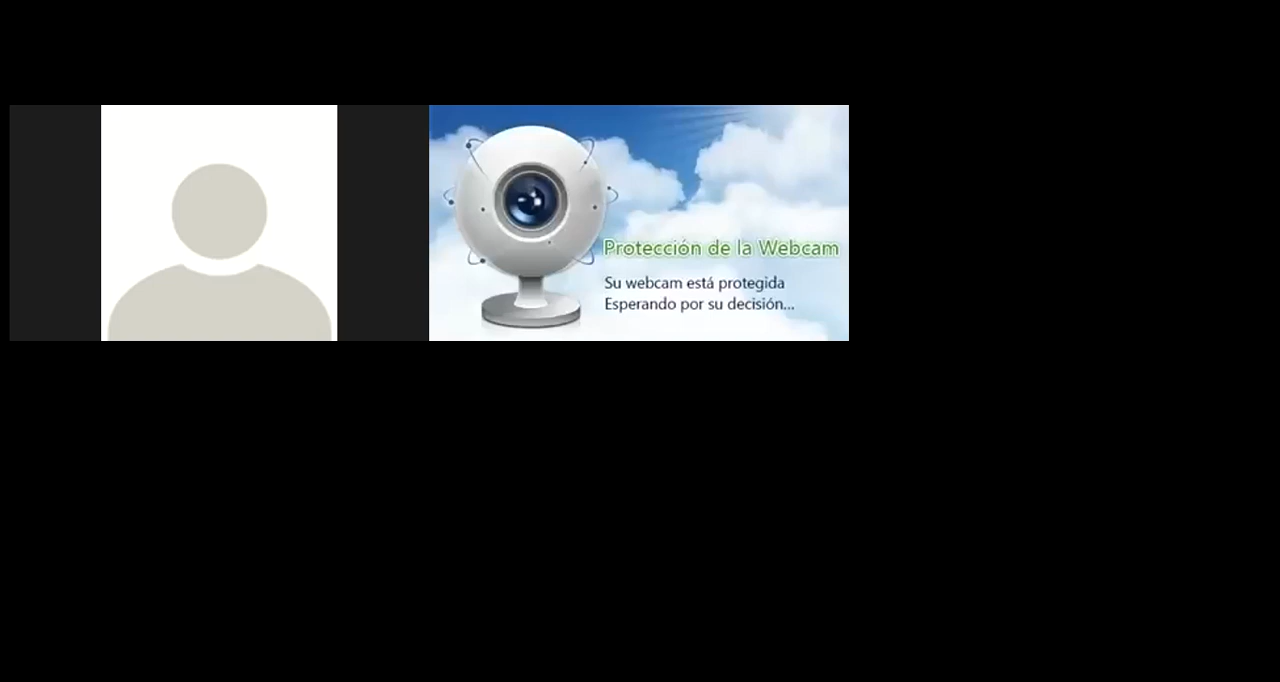 Protección de la Webcam
Su webcam está protegida
Esperando por su decisión...